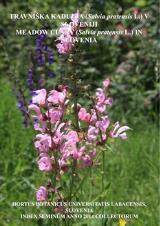 TRAVNIŠKA KADULJA (Salvia pratensis L.) V
SLOVENIJI
MEADOW CLARY (Salvia pratensis L.) IN
SLOVENIA
HORTUS BOTANICUS UNIVERSITATIS LABACENSIS,
SLOVENIA
INDEX SEMINUM ANNO 2014 COLLECTORUM